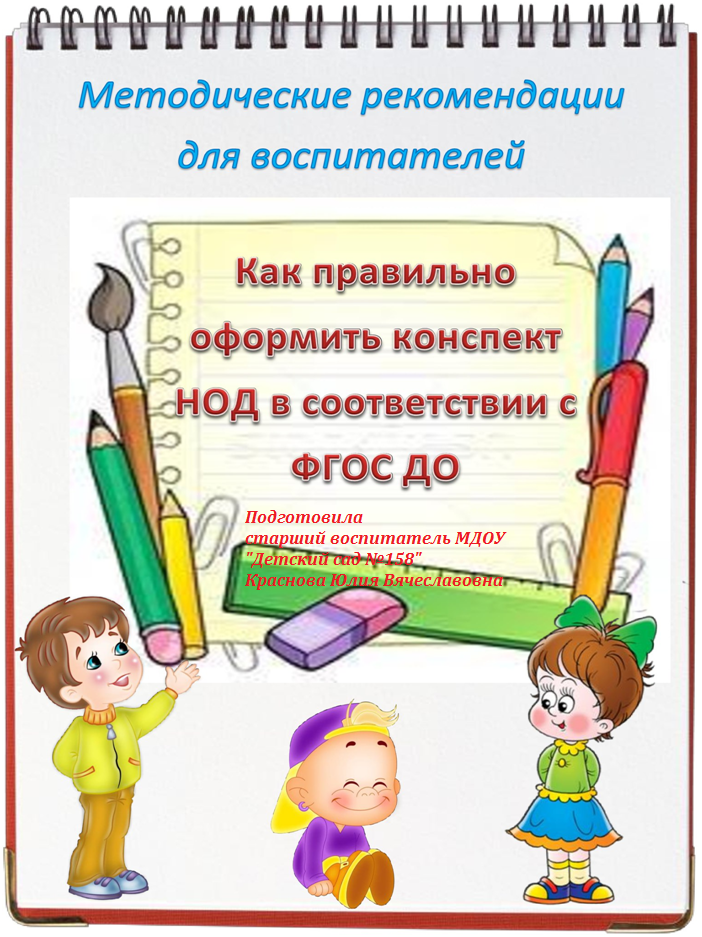 Методические рекомендации
для воспитателей
Как правильно
оформить конспект
НОД в соответствии с
ФГОС ДО
Подготовила
старший воспитатель МДОУ
"Детский сад №158"
Краснова Юлия Вячеславовна